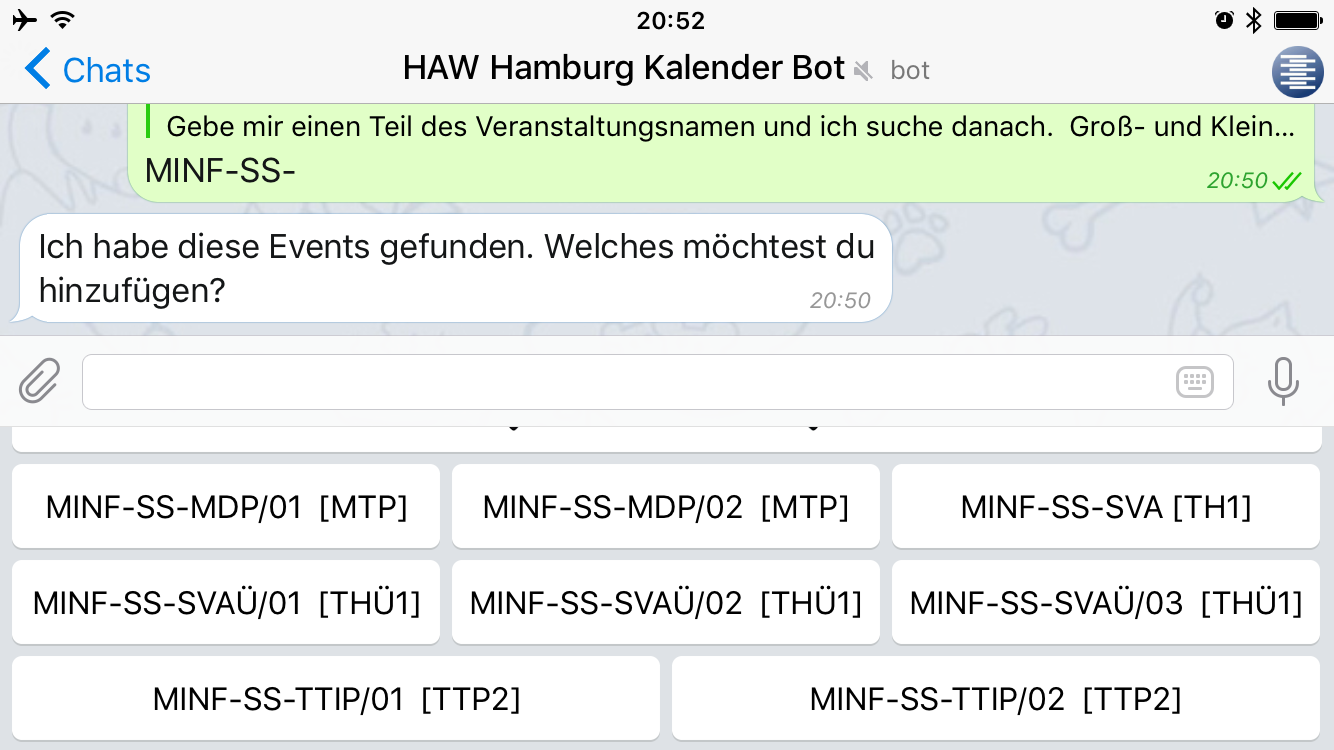 20:52
Chats
HAW Hamburg Kalender Bot bot
Gebe mir einen Teil des Veranstaltungsnamen und ich suche danach.  Groß- und Klein...
MINF-SS-
20:50
Ich habe diese Events gefunden. Welches möchtest du
hinzufügen?
20:50
MINF-SS-MDP/01  [MTP]
MINF-SS-MDP/02  [MTP]
MINF-SS-SVA [TH1]
MINF-SS-SVAÜ/01  [THÜ1]
MINF-SS-SVAÜ/02  [THÜ1]
MINF-SS-SVAÜ/03  [THÜ1]
MINF-SS-TTIP/01  [TTP2]
MINF-SS-TTIP/02  [TTP2]